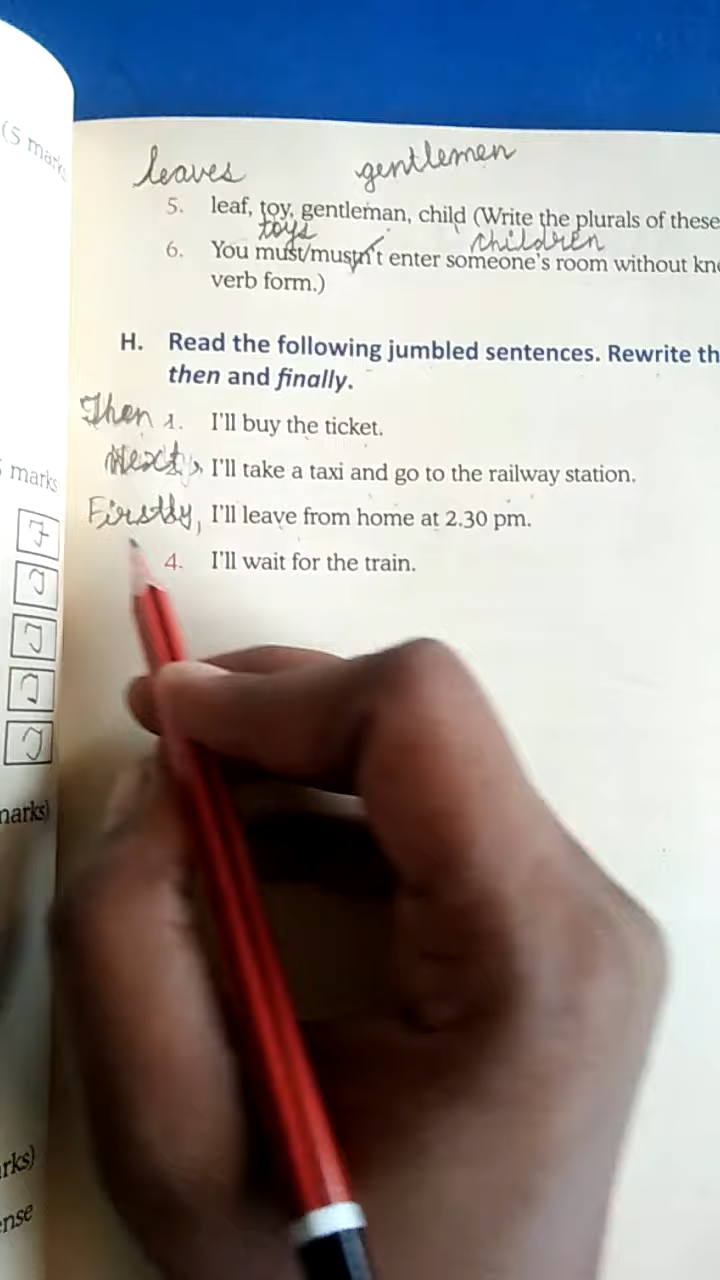 (5 mark
leaves gentlemen
5. leaf, toy, gentleman, child (Write the plurals of these
toys children
6. You must/mustn't enter someone's room without kn
verb form.)
H. Read the following jumbled sentences. Rewrite th
then and finally.
Then 1. I'll buy the ticket.
marks
Next, I'll take a taxi and go to the railway station.
Firstly, I'll leave from home at 2.30 pm.
4. I'll wait for the train.
marks)
rks)
nse